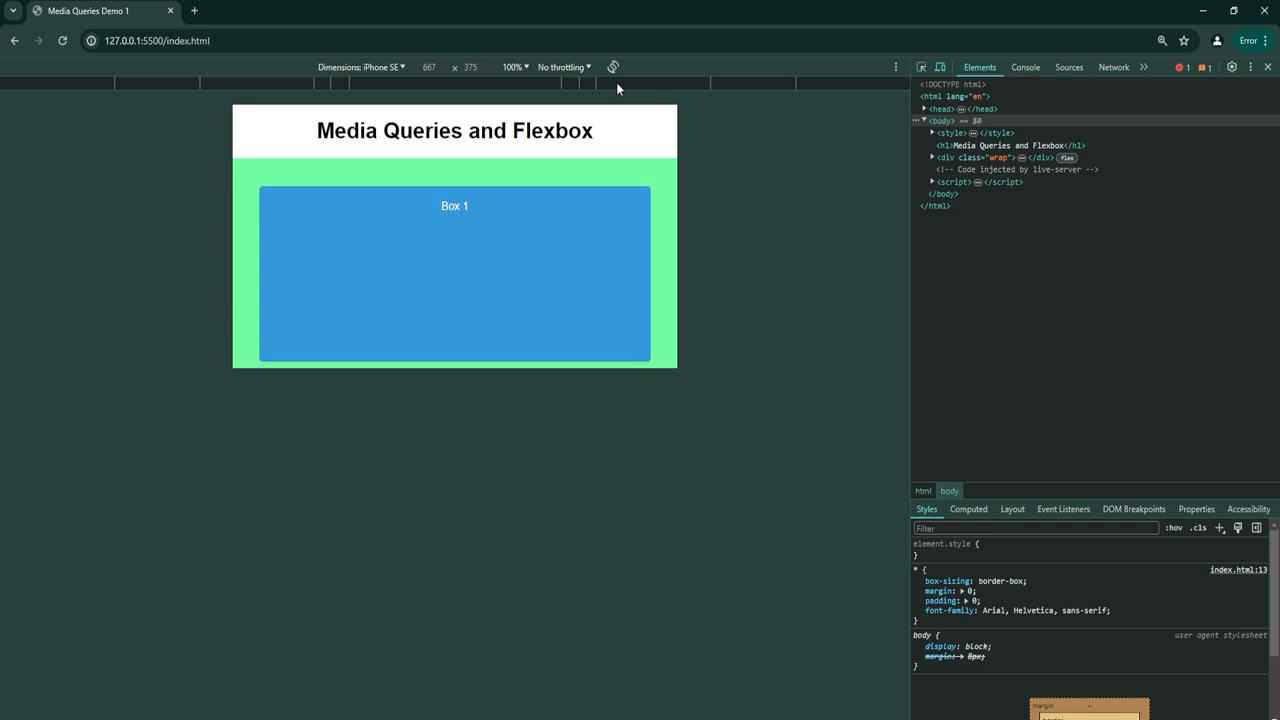 Media Queries Demo 1
127.0.0.1:5500/index.html
Error
Dimensions: iPhone SE 667 x 375 100% No throttling
Elements Console Sources Network 1 1
Media Queries and Flexbox
Box 1
<!DOCTYPE html>
<html lang="en">
<head> </head>
<body> == $0
<style> </style>
<h1>Media Queries and Flexbox</h1>
<div class="wrap"> </div> flex
<!-- Code injected by live-server -->
<script> </script>
</body>
</html>
html body
Styles Computed Layout Event Listeners DOM Breakpoints Properties Accessibility
Filter :hov .cls
element.style {
}
* { index.html:13
box-sizing: border-box;
margin: 0;
padding: 0;
font-family: Arial, Helvetica, sans-serif;
}
body { user agent stylesheet
display: block;
margin: 8px;
}
margin -